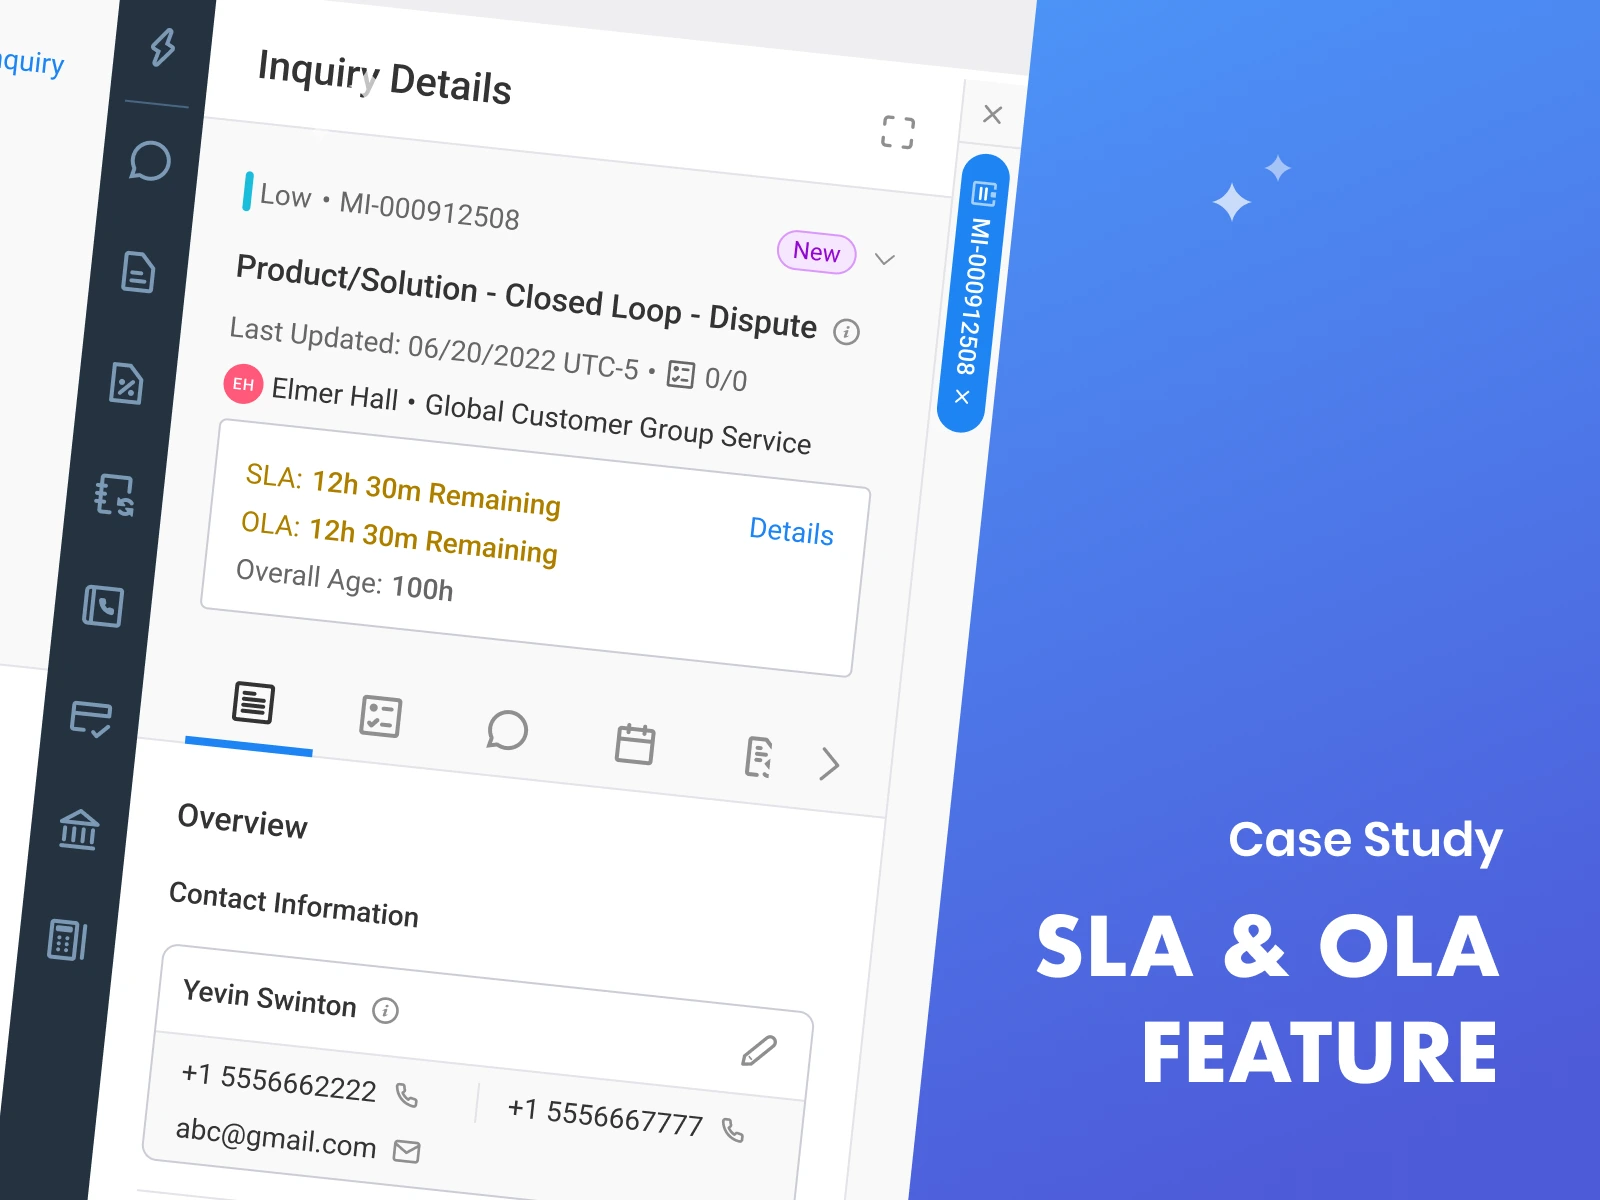 nquiry
Inquiry Details
Low • MI-000912508
New
Product/Solution - Closed Loop - Dispute
Last Updated: 06/20/2022 UTC-5 • 0/0
EH Elmer Hall • Global Customer Group Service
SLA: 12h 30m Remaining
OLA: 12h 30m Remaining
Overall Age: 100h
Details
Overview
Contact Information
Yevin Swinton
+1 5556662222
+1 5556667777
abc@gmail.com
MI-000912508
Case Study
SLA & OLA
FEATURE